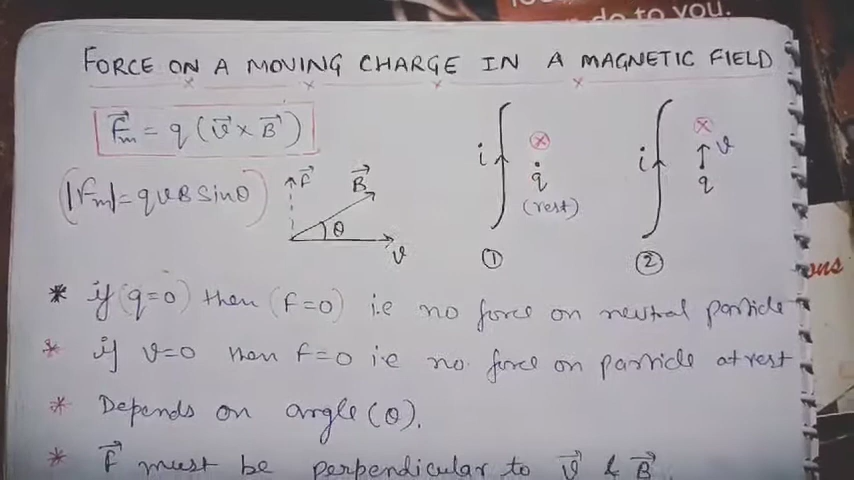 do to you.
FORCE ON A MOVING CHARGE IN A MAGNETIC FIELD
F⃗m = q (v⃗ × B⃗)
|Fm| = qvB sinθ
F⃗
B⃗
θ
v
i
q
(rest)
①
i
v
q
②
* if (q=0) then (F=0) i.e no force on neutral particle
* if v=0 then F=0 i.e no force on particle at rest
* Depends on angle (θ).
* F⃗ must be perpendicular to v⃗ & B⃗
ons